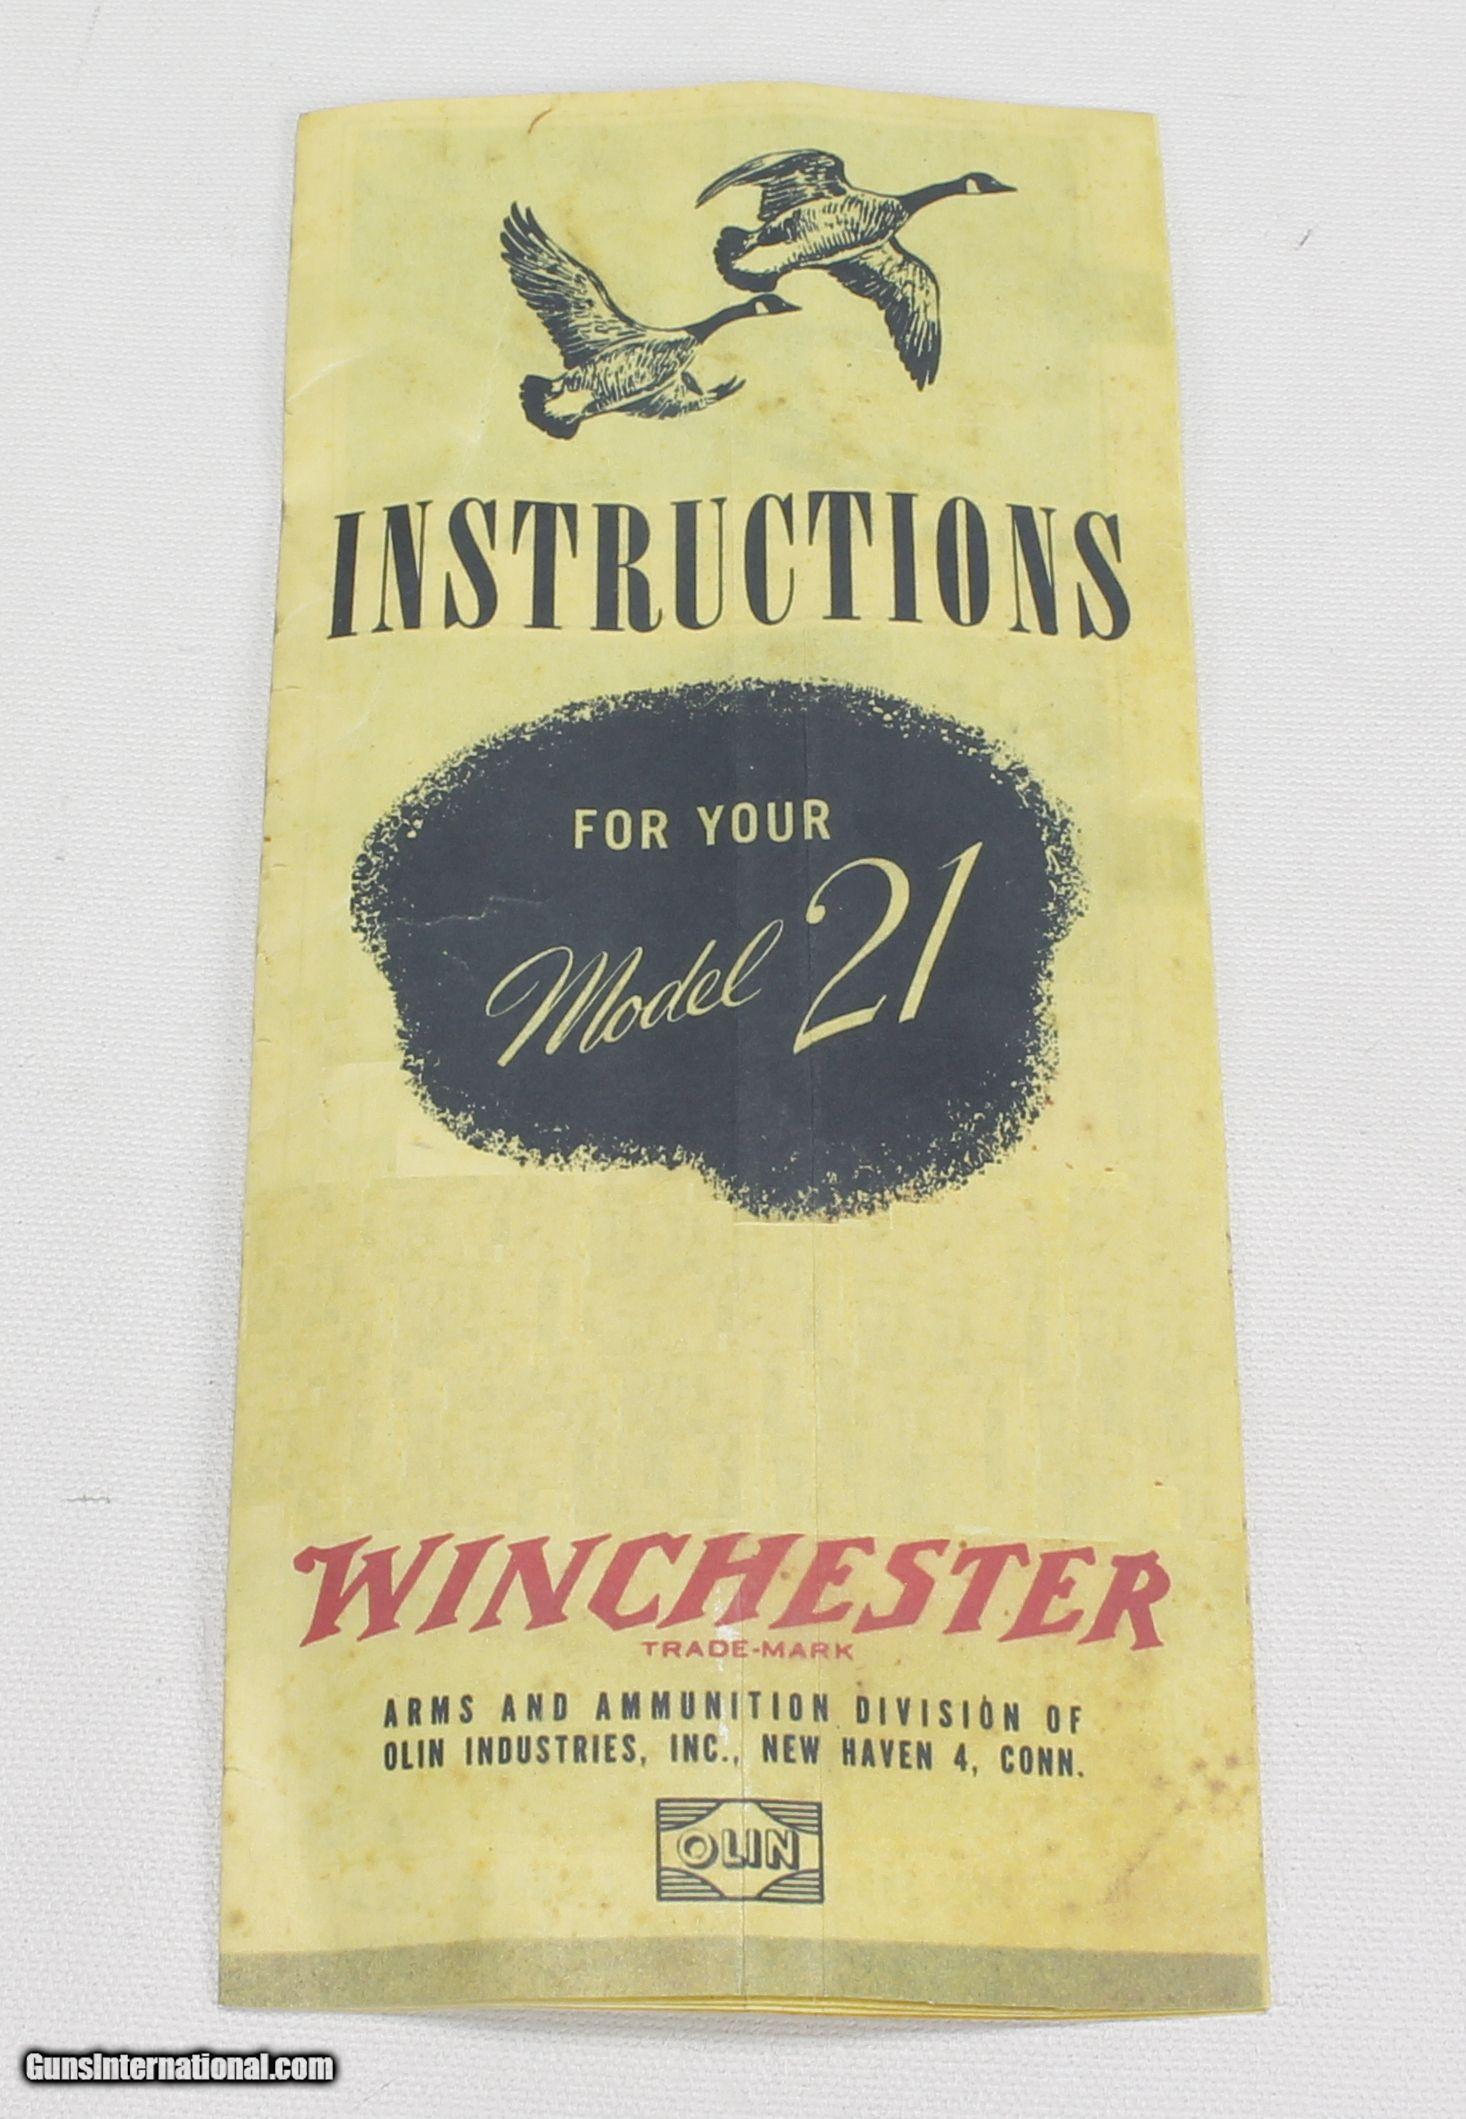 INSTRUCTIONS
FOR YOUR
Model 21
WINCHESTER
TRADE-MARK
ARMS AND AMMUNITION DIVISION OF
OLIN INDUSTRIES, INC., NEW HAVEN 4, CONN.
OLIN
GunsInternational.com